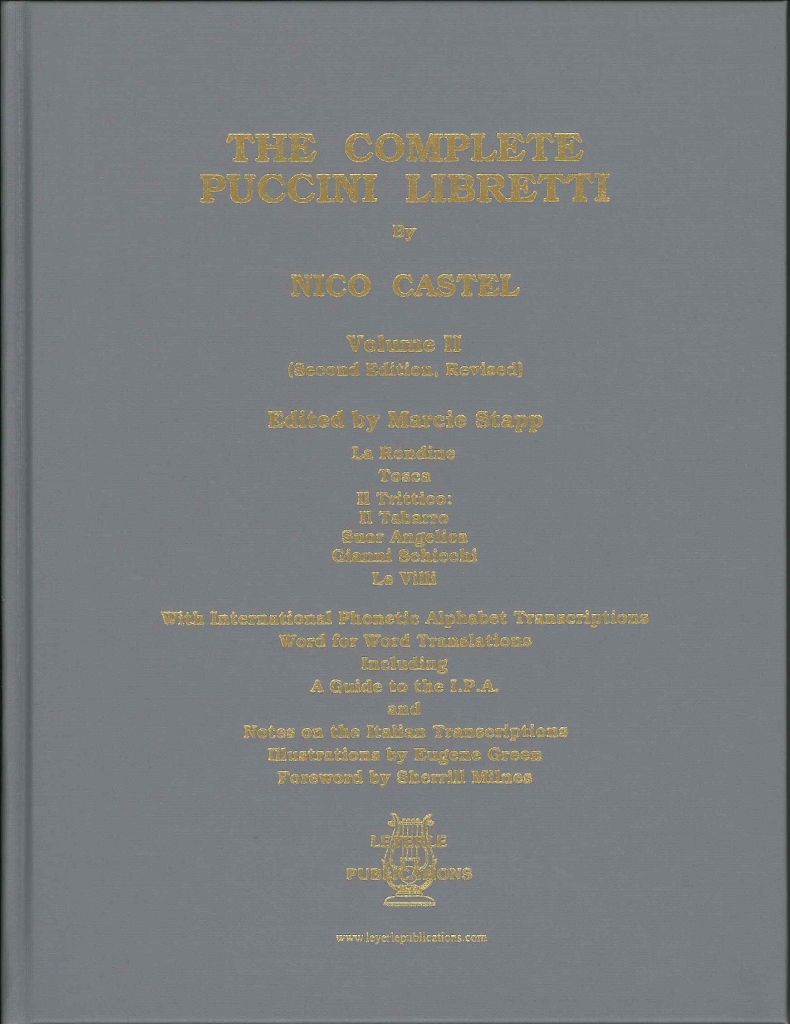 THE COMPLETE
PUCCINI LIBRETTI
By
NICO CASTEL
Volume II
(Second Edition, Revised)
Edited by Marcie Stapp
La Rondine
Tosca
Il Trittico:
Il Tabarro
Suor Angelica
Gianni Schicchi
Le Villi
With International Phonetic Alphabet Transcriptions
Word for Word Translations
Including
A Guide to the I.P.A.
and
Notes on the Italian Transcriptions
Illustrations by Eugene Green
Foreword by Sherrill Milnes
LEYERLE
PUBLICATIONS
www.leyerlepublications.com